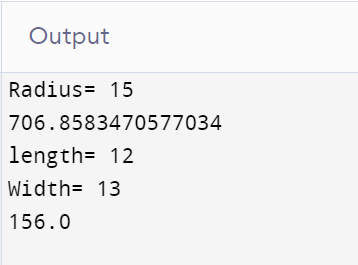 Output
Radius= 15
706.8583470577034
length= 12
Width= 13
156.0